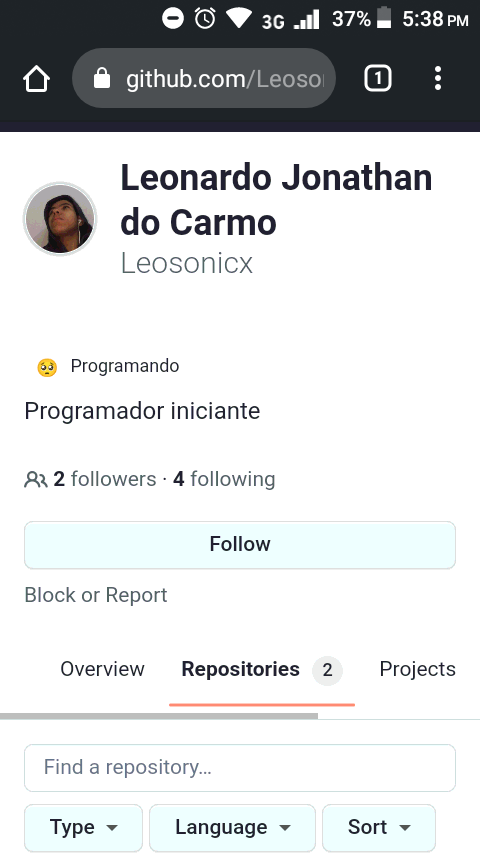 3G 37% 5:38 PM
github.com/Leoso
1
Leonardo Jonathan
do Carmo
Leosonicx
🥺 Programando
Programador iniciante
2 followers · 4 following
Follow
Block or Report
Overview Repositories 2 Projects
Find a repository…
Type Language Sort